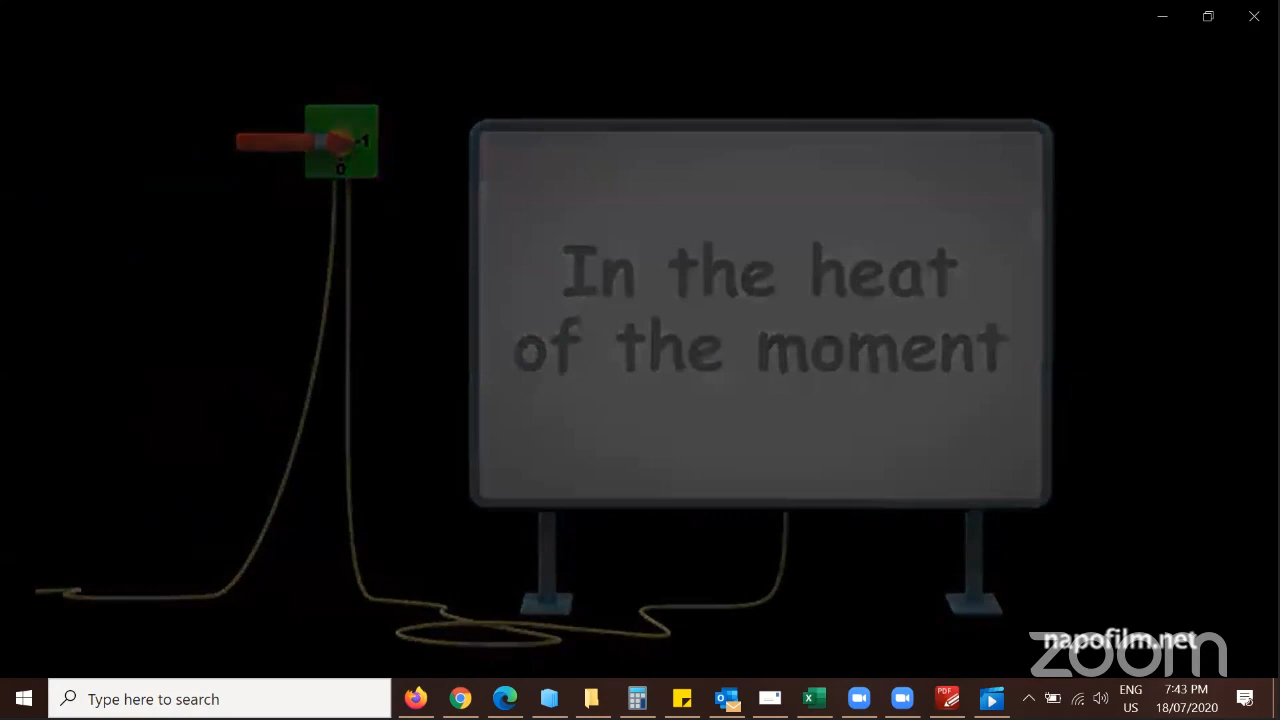 1
0
In the heat
of the moment
napofilm.net
zoom
Type here to search
PDF
ENG
US
7:43 PM
18/07/2020